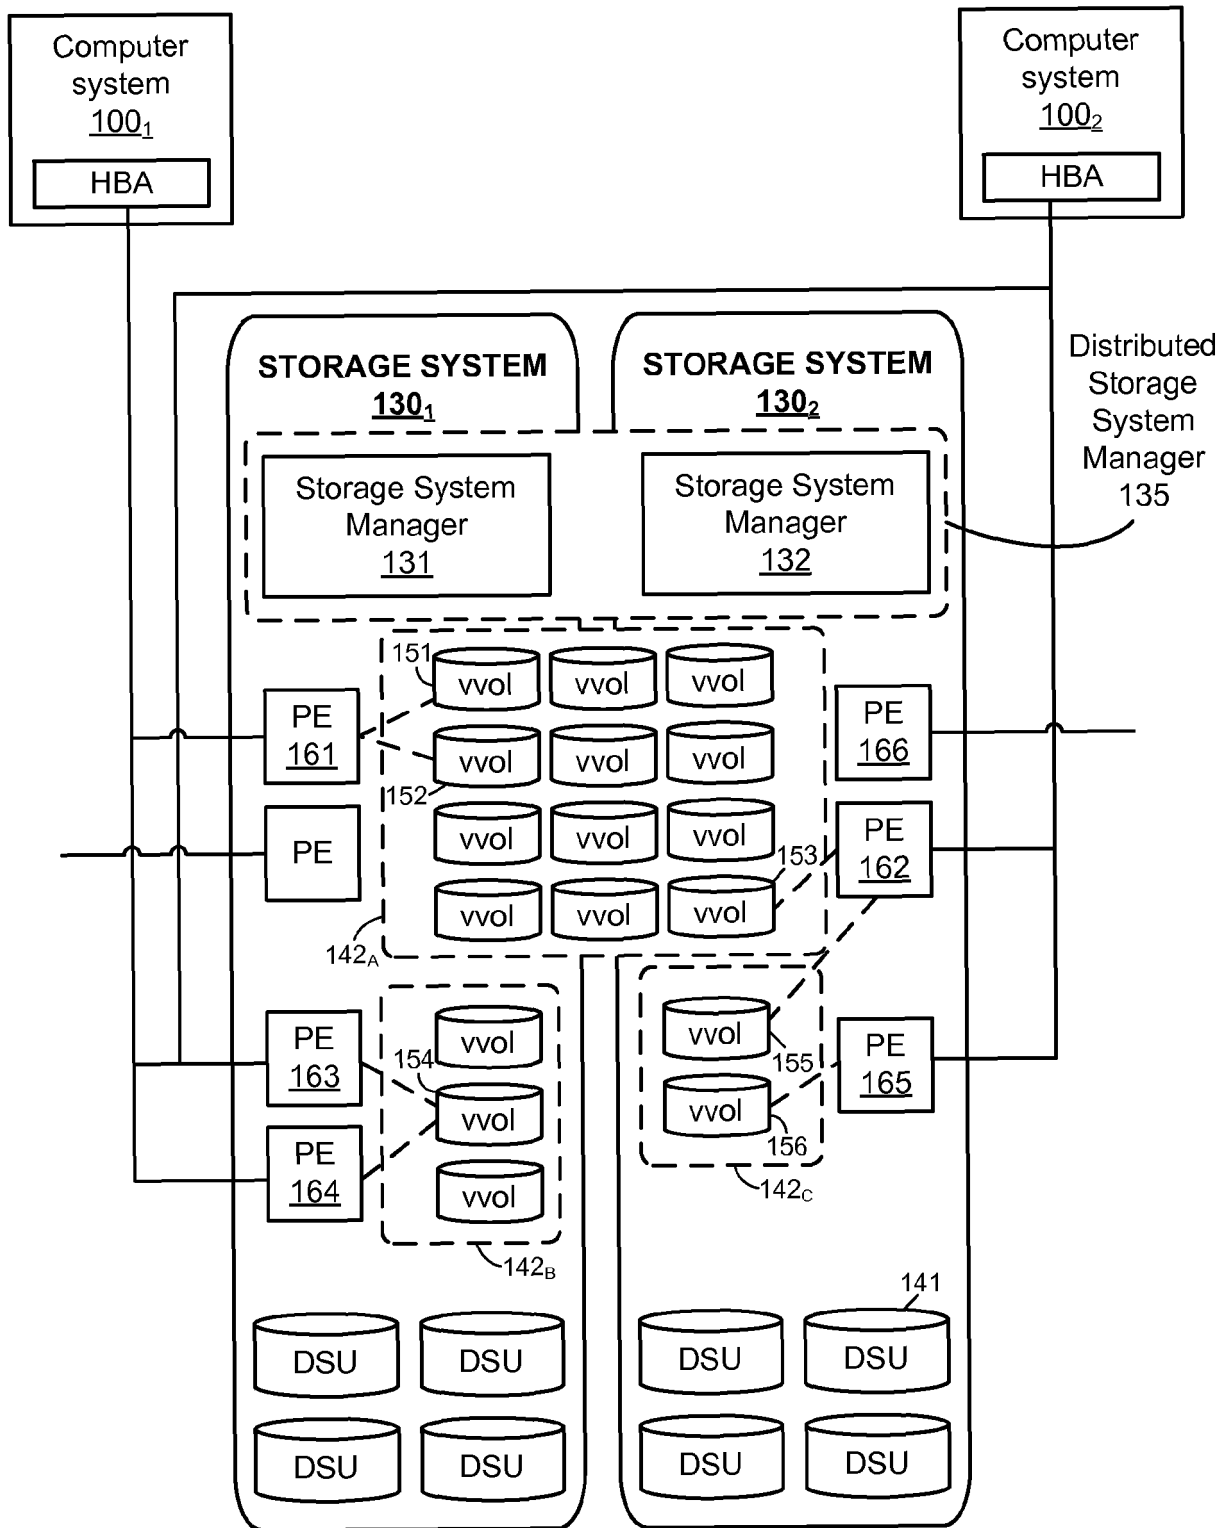 Computer
system
100₁
HBA
Computer
system
100₂
HBA
STORAGE SYSTEM
130₁
STORAGE SYSTEM
130₂
Distributed
Storage
System
Manager
135
Storage System
Manager
131
Storage System
Manager
132
151
vvol vvol vvol
PE
161
PE
166
vvol vvol vvol
152
PE
PE
162
vvol vvol vvol
153
vvol vvol vvol
142A
vvol
vvol
155
PE
163
154
PE
165
vvol
vvol
156
PE
164
vvol
142C
142B
141
DSU DSU
DSU DSU
DSU DSU
DSU DSU